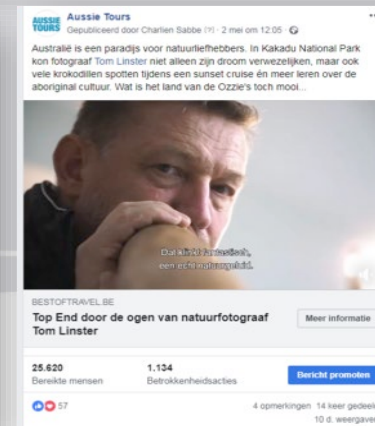 AUSSIE TOURS
Aussie Tours
Gepubliceerd door Charlien Sabbe [?] · 2 mei om 12:05 ·
Australië is een paradijs voor natuurliefhebbers. In Kakadu National Park
kon fotograaf Tom Linster niet alleen zijn droom verwezelijken, maar ook
vele krokodillen spotten tijdens een sunset cruise én meer leren over de
aboriginal cultuur. Wat is het land van de Ozzie's toch mooi...
Dat klinkt fantastisch,
een echt natuurgeluid.
BESTOFTRAVEL.BE
Top End door de ogen van natuurfotograaf
Tom Linster
Meer informatie
25.620
Bereikte mensen
1.134
Betrokkenheidsacties
Bericht promoten
57
4 opmerkingen 14 keer gedeeld
10 d. weergaven